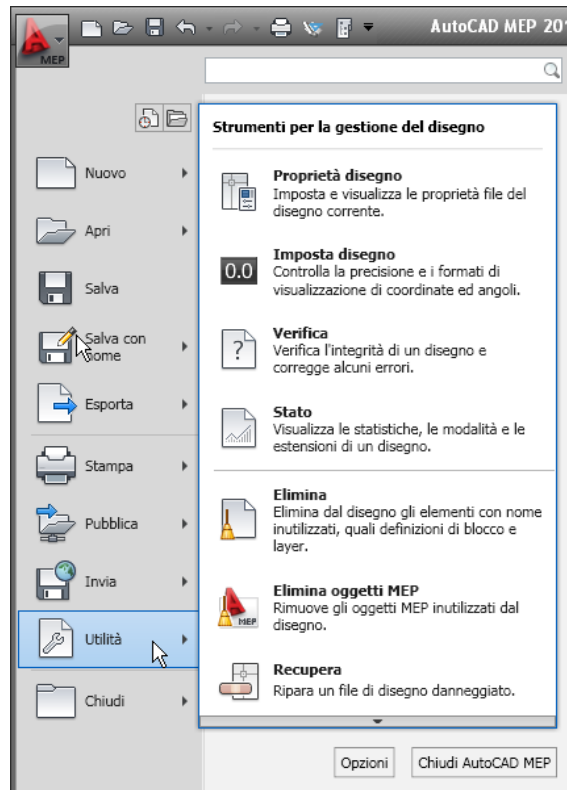 AutoCAD MEP 201
MEP
Strumenti per la gestione del disegno
Nuovo
Apri
Salva
Salva con
nome
Esporta
Stampa
Pubblica
Invia
Utilità
Chiudi
Proprietà disegno
Imposta e visualizza le proprietà file del
disegno corrente.
0.0
Imposta disegno
Controlla la precisione e i formati di
visualizzazione di coordinate ed angoli.
?
Verifica
Verifica l'integrità di un disegno e
corregge alcuni errori.
Stato
Visualizza le statistiche, le modalità e le
estensioni di un disegno.
Elimina
Elimina dal disegno gli elementi con nome
inutilizzati, quali definizioni di blocco e
layer.
MEP
Elimina oggetti MEP
Rimuove gli oggetti MEP inutilizzati dal
disegno.
Recupera
Ripara un file di disegno danneggiato.
Opzioni
Chiudi AutoCAD MEP